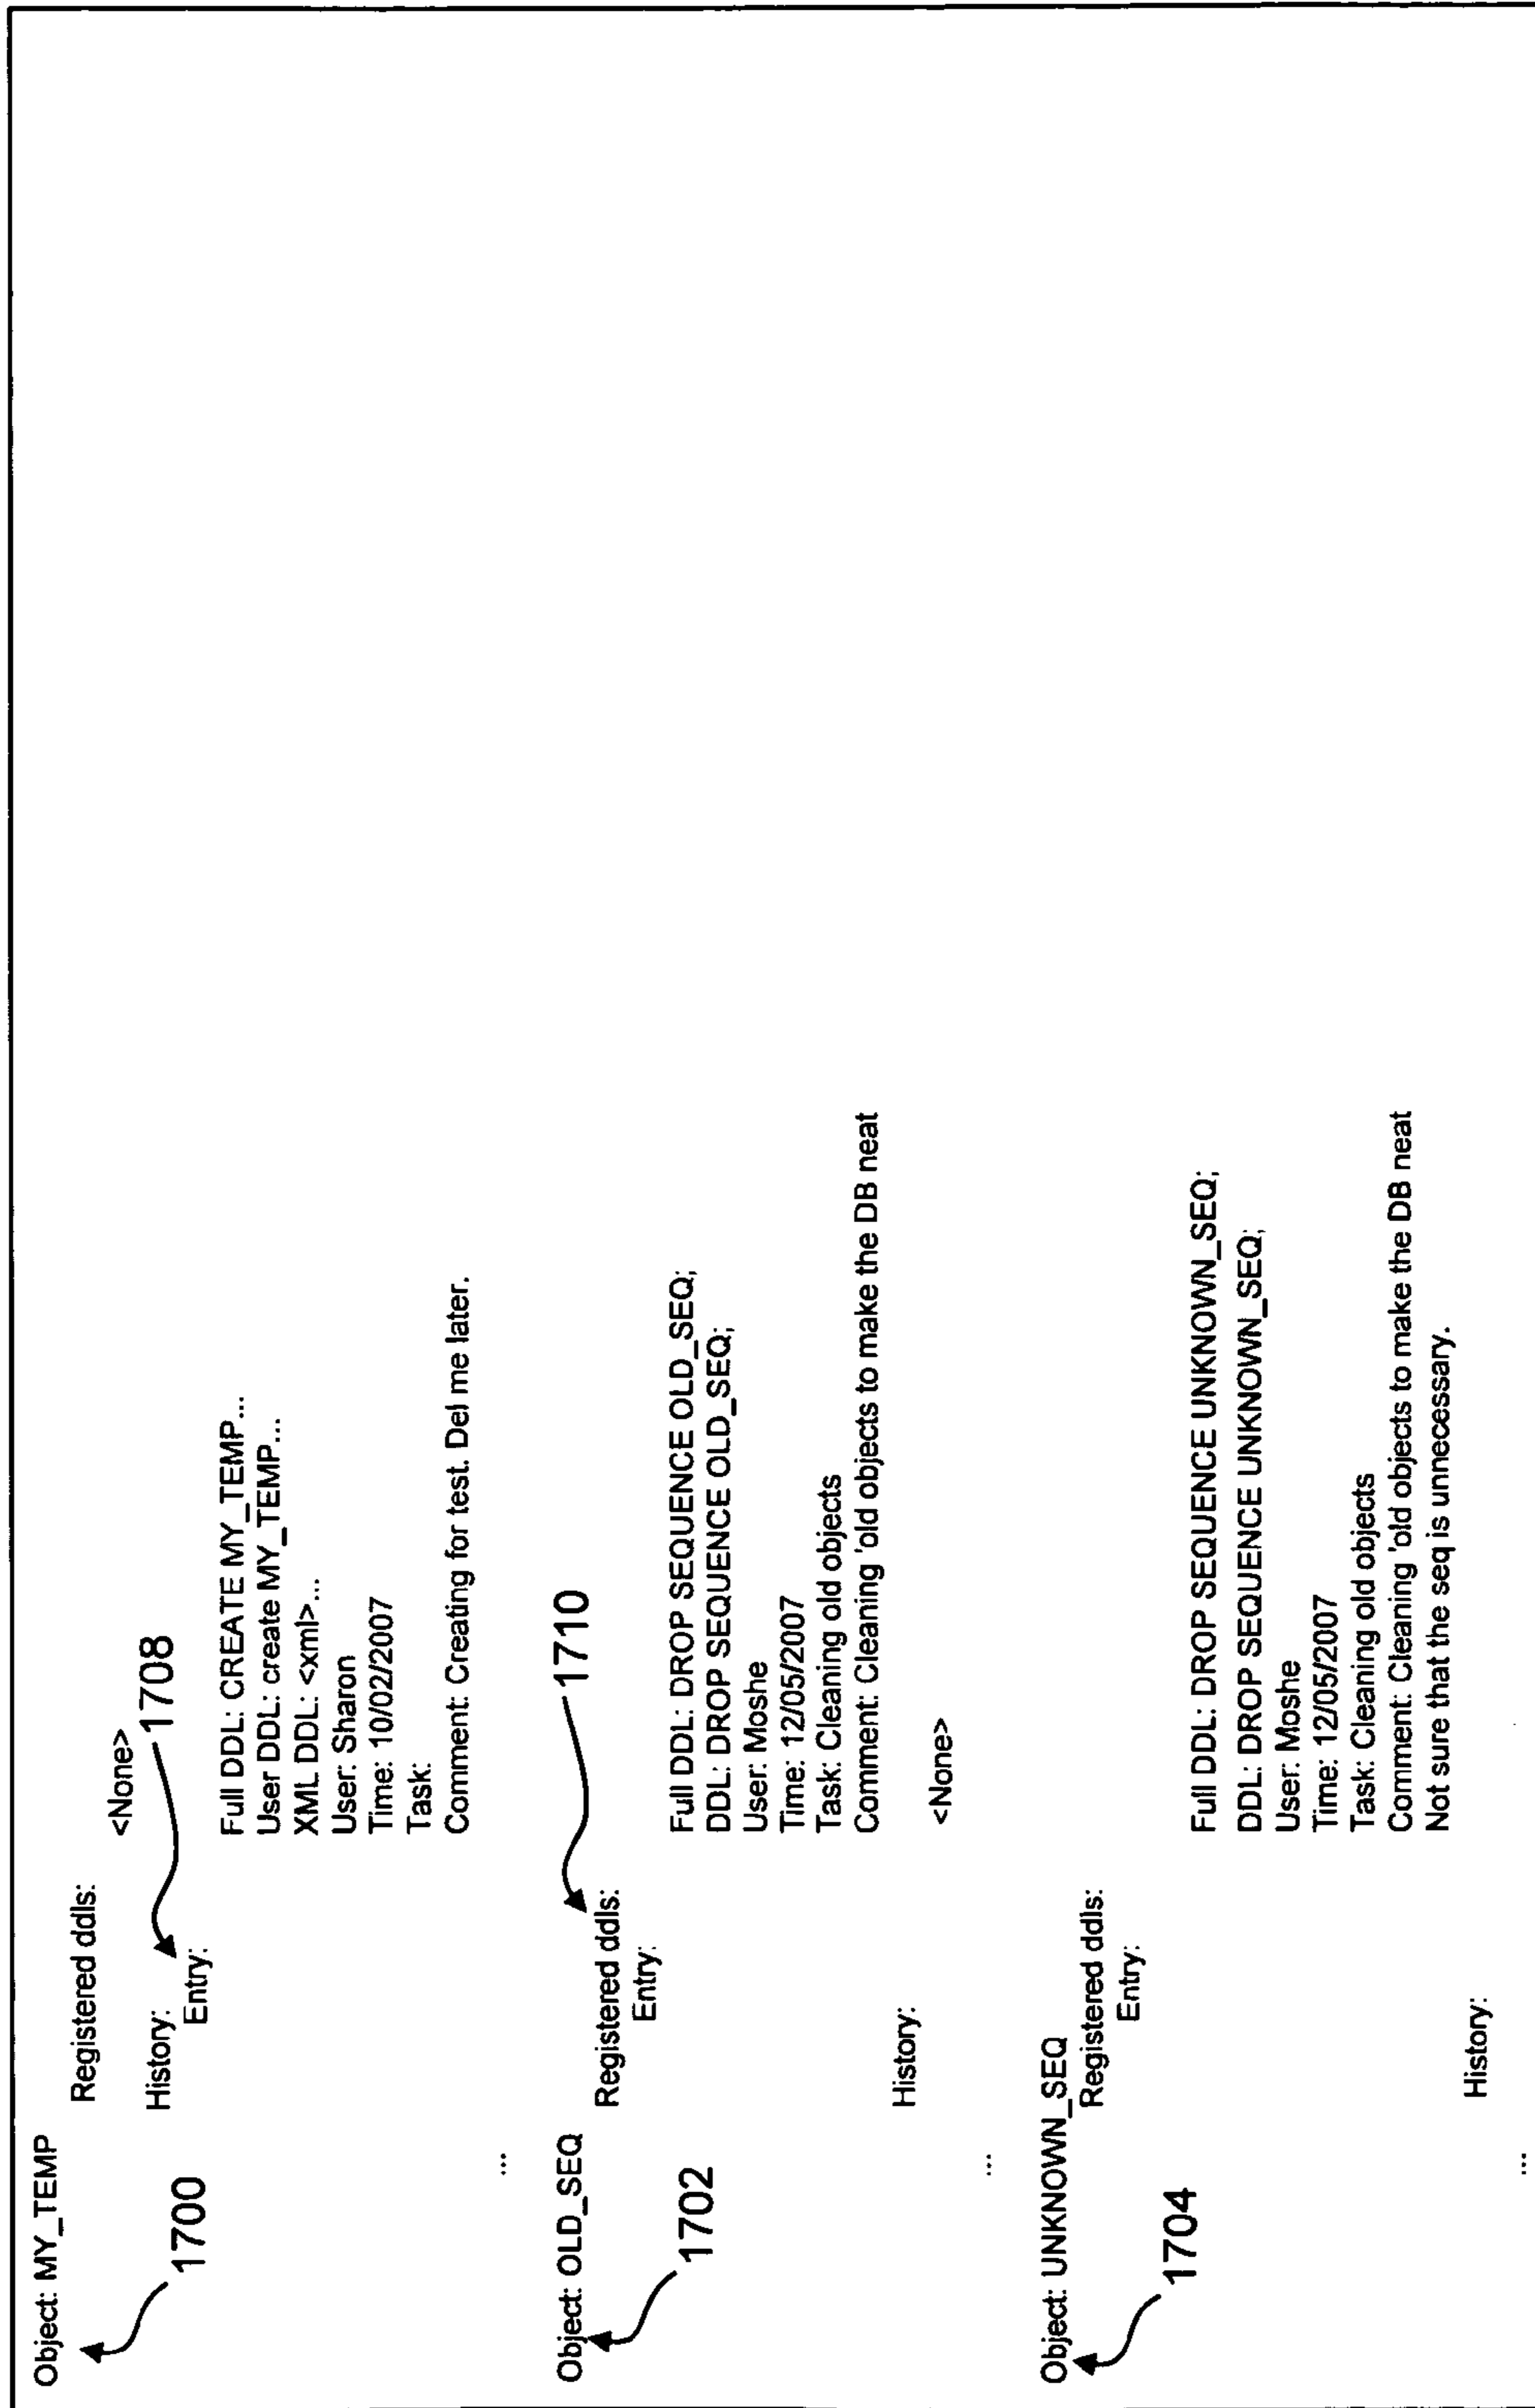 Object: MY_TEMP
1700
Registered ddls:
<None>
History:
1708
Entry:
Full DDL: CREATE MY_TEMP...
User DDL: create MY_TEMP...
XML DDL: <xml>...
User: Sharon
Time: 10/02/2007
Task:
Comment: Creating for test. Del me later.
...
Object: OLD_SEQ
1702
Registered ddls:
1710
Entry:
Full DDL: DROP SEQUENCE OLD_SEQ;
DDL: DROP SEQUENCE OLD_SEQ;
User: Moshe
Time: 12/05/2007
Task: Cleaning old objects
Comment: Cleaning 'old objects to make the DB neat
History:
<None>
...
Object: UNKNOWN_SEQ
1704
Registered ddls:
Entry:
Full DDL: DROP SEQUENCE UNKNOWN_SEQ;
DDL: DROP SEQUENCE UNKNOWN_SEQ;
User: Moshe
Time: 12/05/2007
Task: Cleaning old objects
Comment: Cleaning 'old objects to make the DB neat
Not sure that the seq is unnecessary.
History:
...